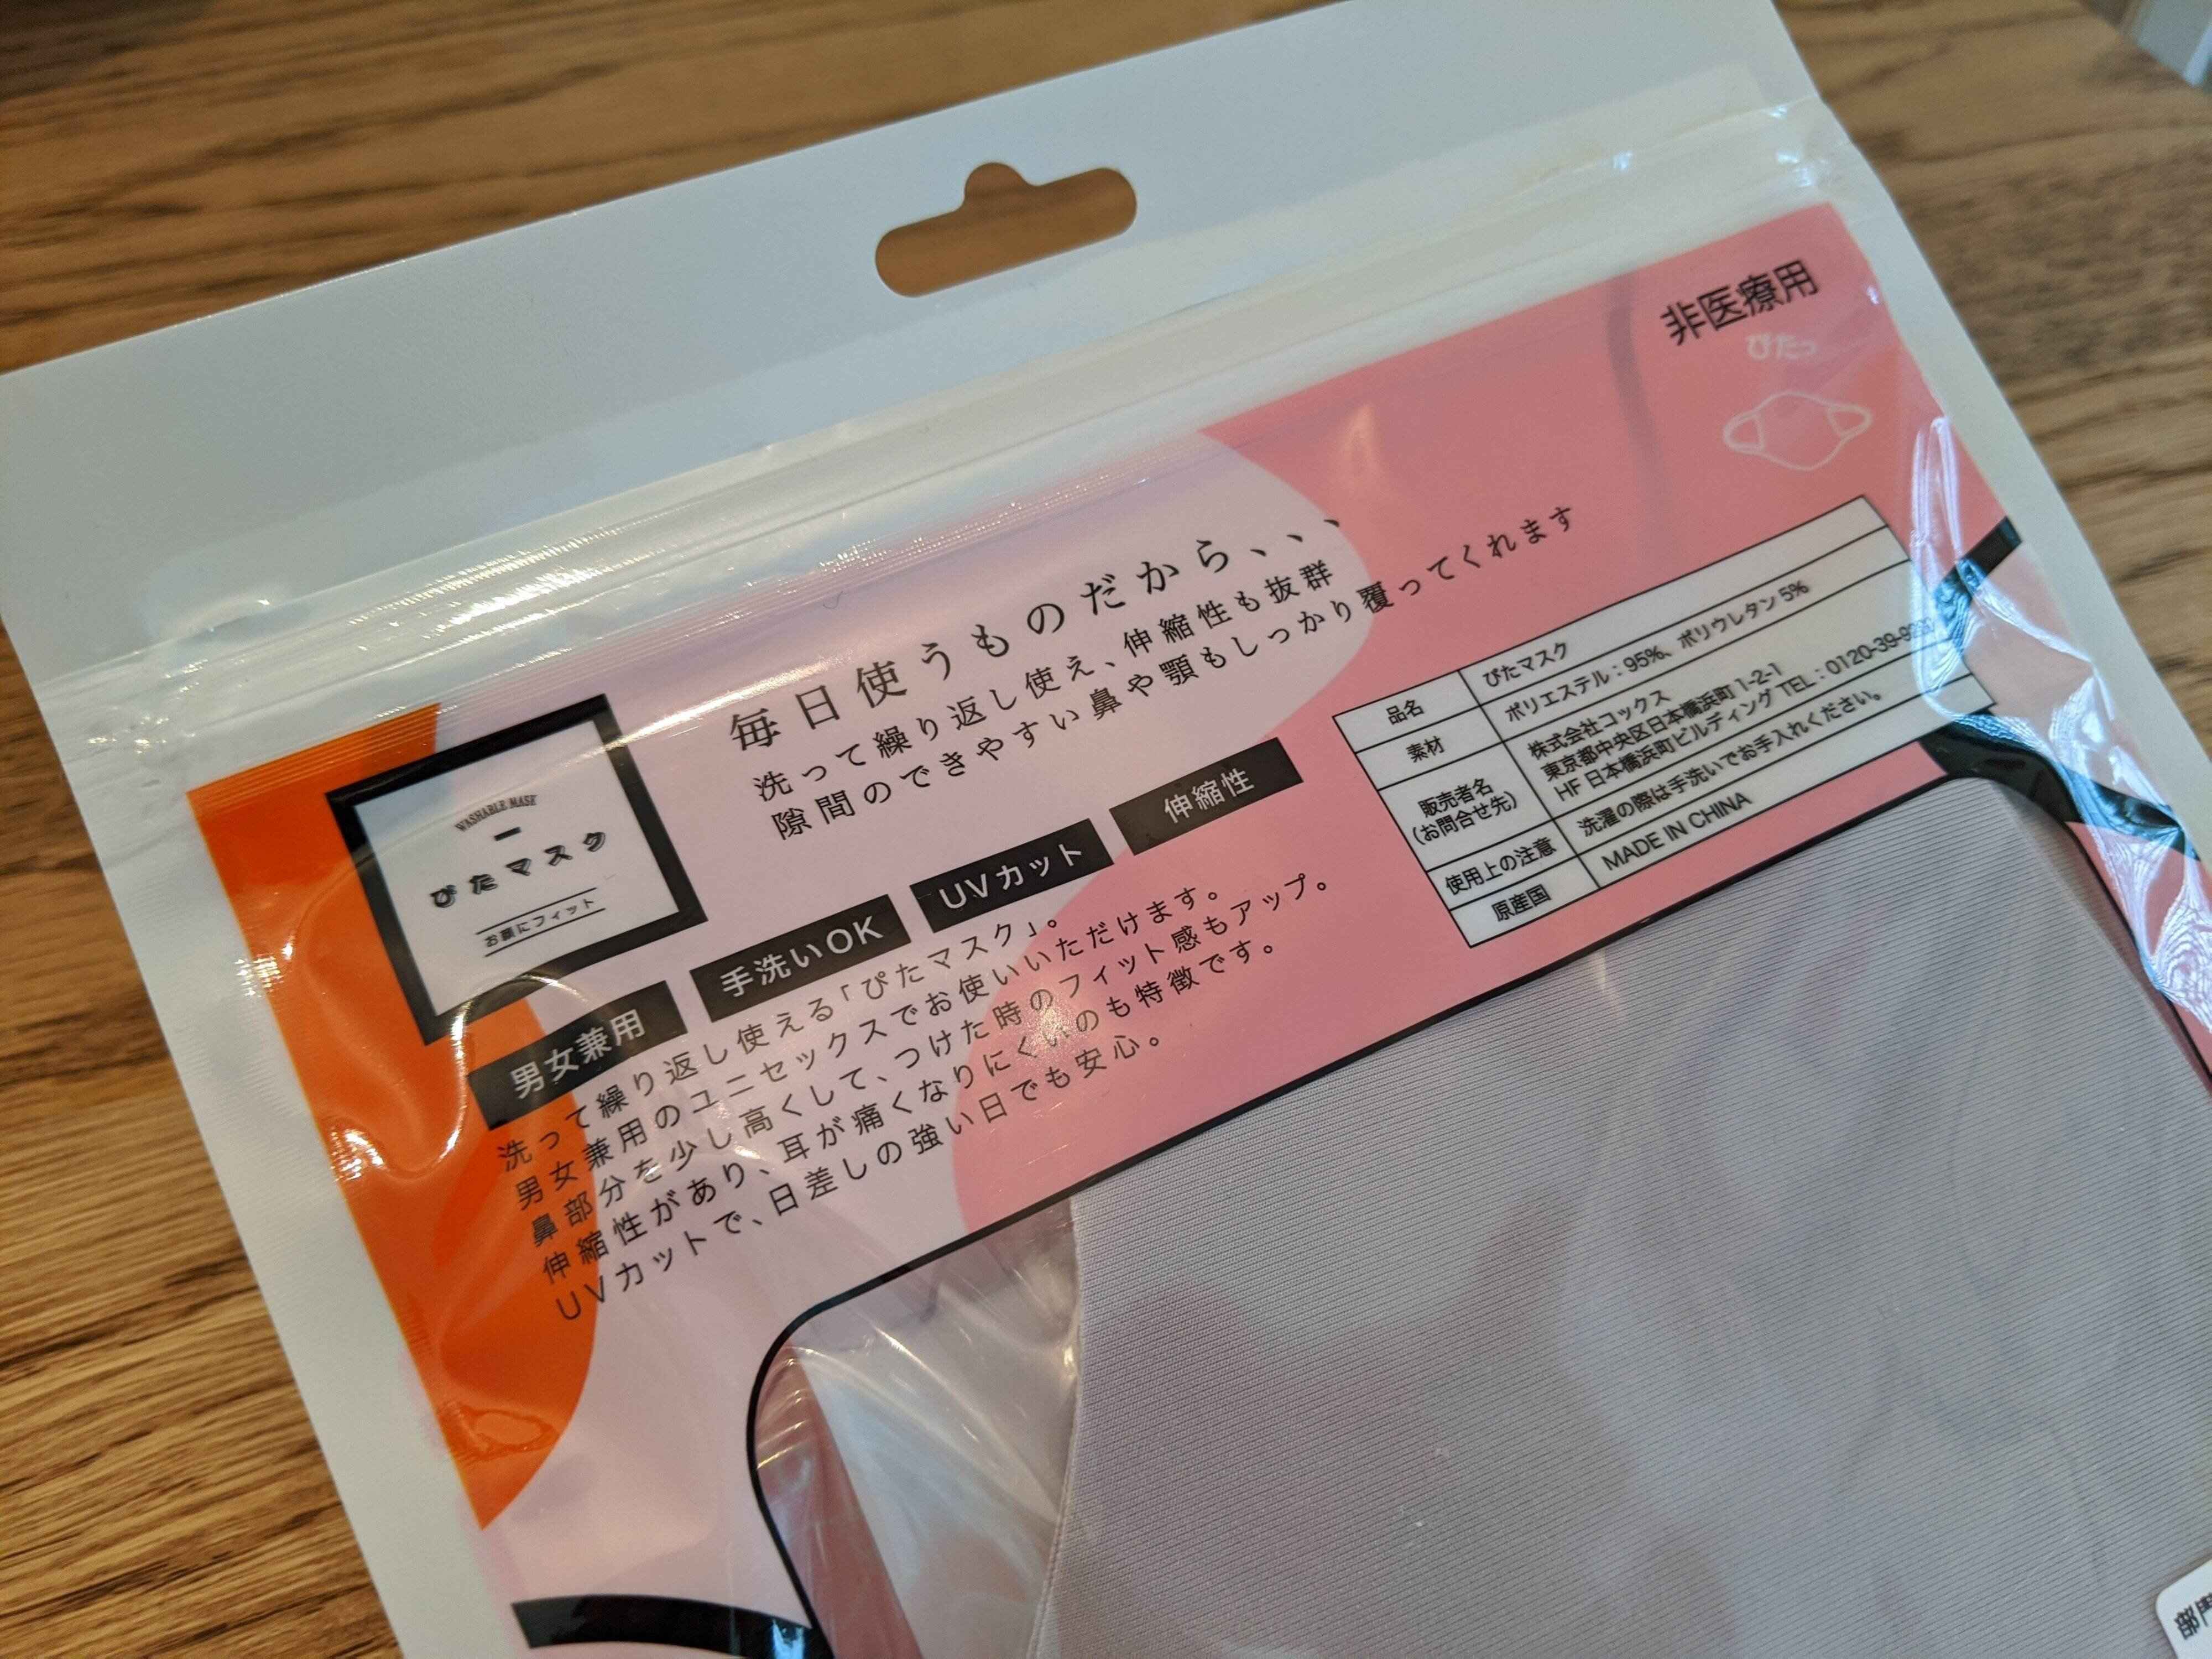 非医療用
ぴたっ
WASHABLE MASK
ぴたマスク
お顔にフィット
毎日使うものだから、、、
洗って繰り返し使え、伸縮性も抜群
隙間のできやすい鼻や顎もしっかり覆ってくれます
男女兼用 手洗いOK UVカット 伸縮性
洗って繰り返し使える「ぴたマスク」。
男女兼用のユニセックスでお使いいただけます。
鼻部分を少し高くして、つけた時のフィット感もアップ。
伸縮性があり、耳が痛くなりにくいのも特徴です。
UVカットで、日差しの強い日でも安心。
品名 ぴたマスク
素材 ポリエステル:95%、ポリウレタン5%
販売者名 株式会社コックス
(お問合せ先) 東京都中央区日本橋浜町1-2-1
HF日本橋浜町ビルディング TEL:0120-39-
使用上の注意 洗濯の際は手洗いでお手入れください。
原産国 MADE IN CHINA